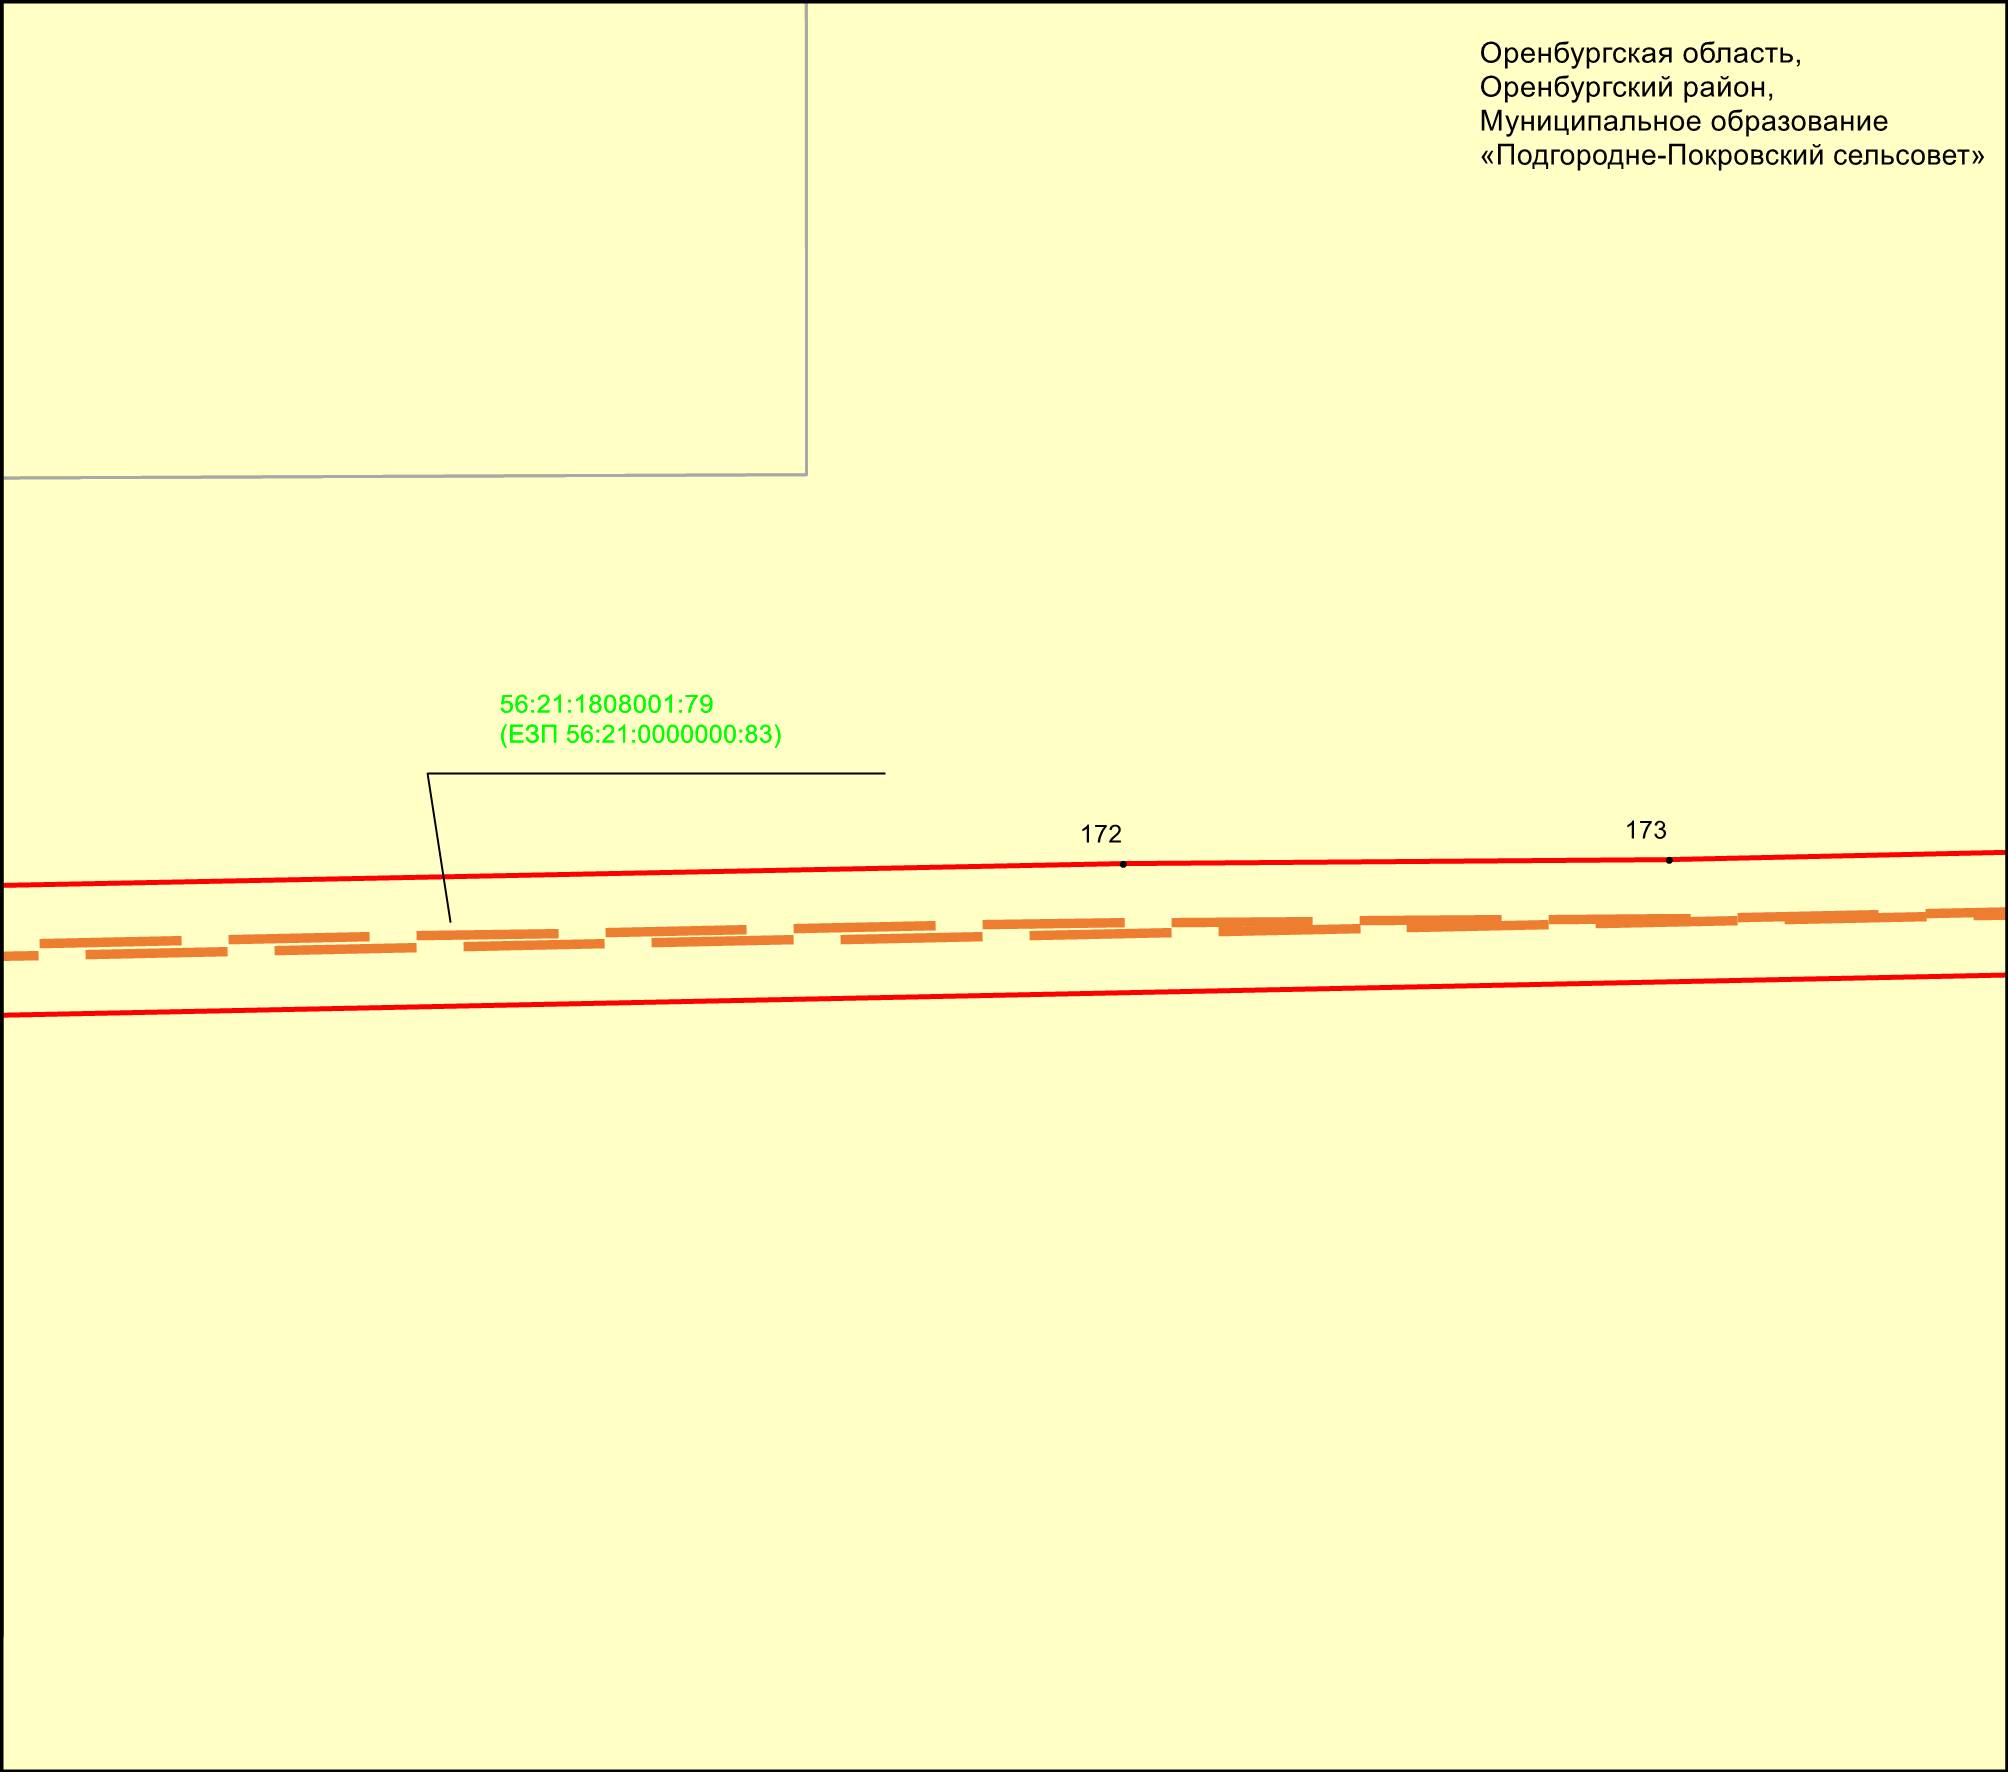 Оренбургская область,
Оренбургский район,
Муниципальное образование
«Подгородне-Покровский сельсовет»
56:21:1808001:79
(ЕЗП 56:21:0000000:83)
172
173